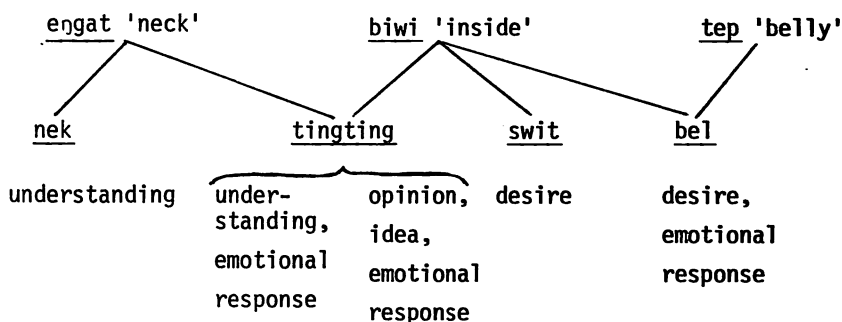 eŋgat 'neck' biwi 'inside' tep 'belly'
nek tingting swit bel
understanding under- opinion, desire desire,
standing, idea, emotional
emotional emotional response
response response